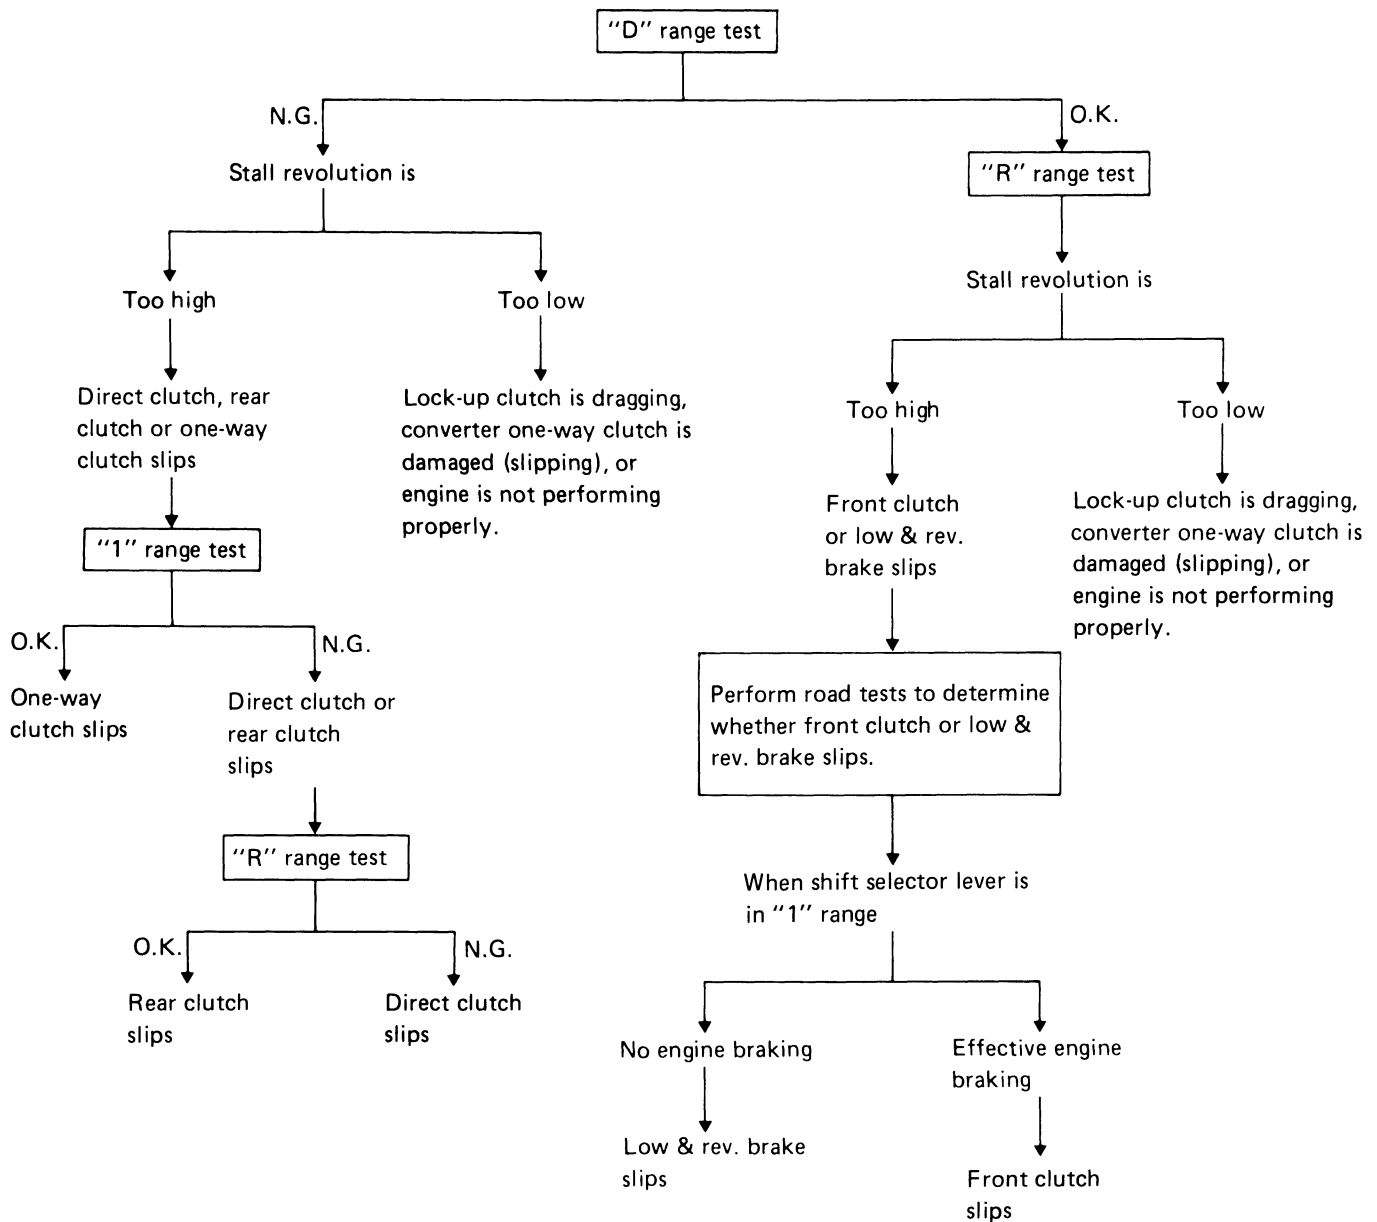 “D” range test
N.G.
O.K.
Stall revolution is
“R” range test
Stall revolution is
Too high
Too low
Direct clutch, rear
clutch or one-way
clutch slips
Lock-up clutch is dragging,
converter one-way clutch is
damaged (slipping), or
engine is not performing
properly.
Too high
Too low
Front clutch
or low & rev.
brake slips
Lock-up clutch is dragging,
converter one-way clutch is
damaged (slipping), or
engine is not performing
properly.
“1” range test
O.K.
N.G.
One-way
clutch slips
Direct clutch or
rear clutch
slips
“R” range test
O.K.
N.G.
Rear clutch
slips
Direct clutch
slips
Perform road tests to determine
whether front clutch or low &
rev. brake slips.
When shift selector lever is
in “1” range
No engine braking
Effective engine
braking
Low & rev. brake
slips
Front clutch
slips